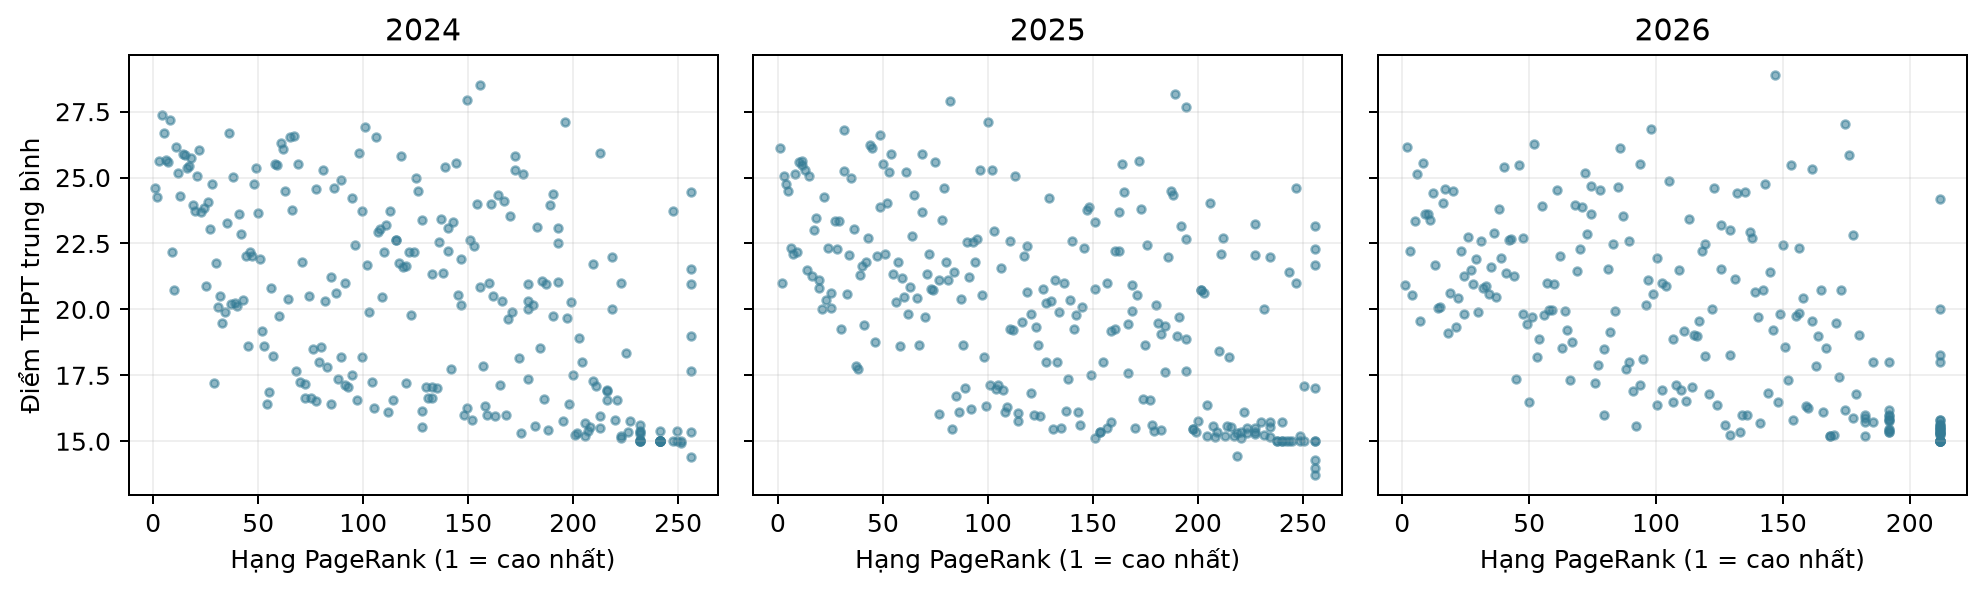 2024
2025
2026
Điểm THPT trung bình
27.5
25.0
22.5
20.0
17.5
15.0
0 50 100 150 200 250
0 50 100 150 200 250
0 50 100 150 200
Hạng PageRank (1 = cao nhất)
Hạng PageRank (1 = cao nhất)
Hạng PageRank (1 = cao nhất)